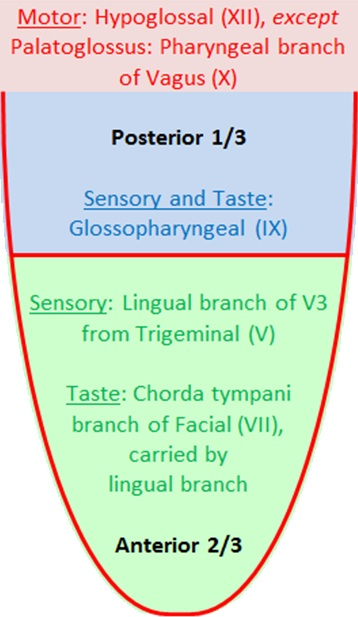 Motor: Hypoglossal (XII), except
Palatoglossus: Pharyngeal branch
of Vagus (X)
Posterior 1/3
Sensory and Taste:
Glossopharyngeal (IX)
Sensory: Lingual branch of V3
from Trigeminal (V)
Taste: Chorda tympani
branch of Facial (VII),
carried by
lingual branch
Anterior 2/3